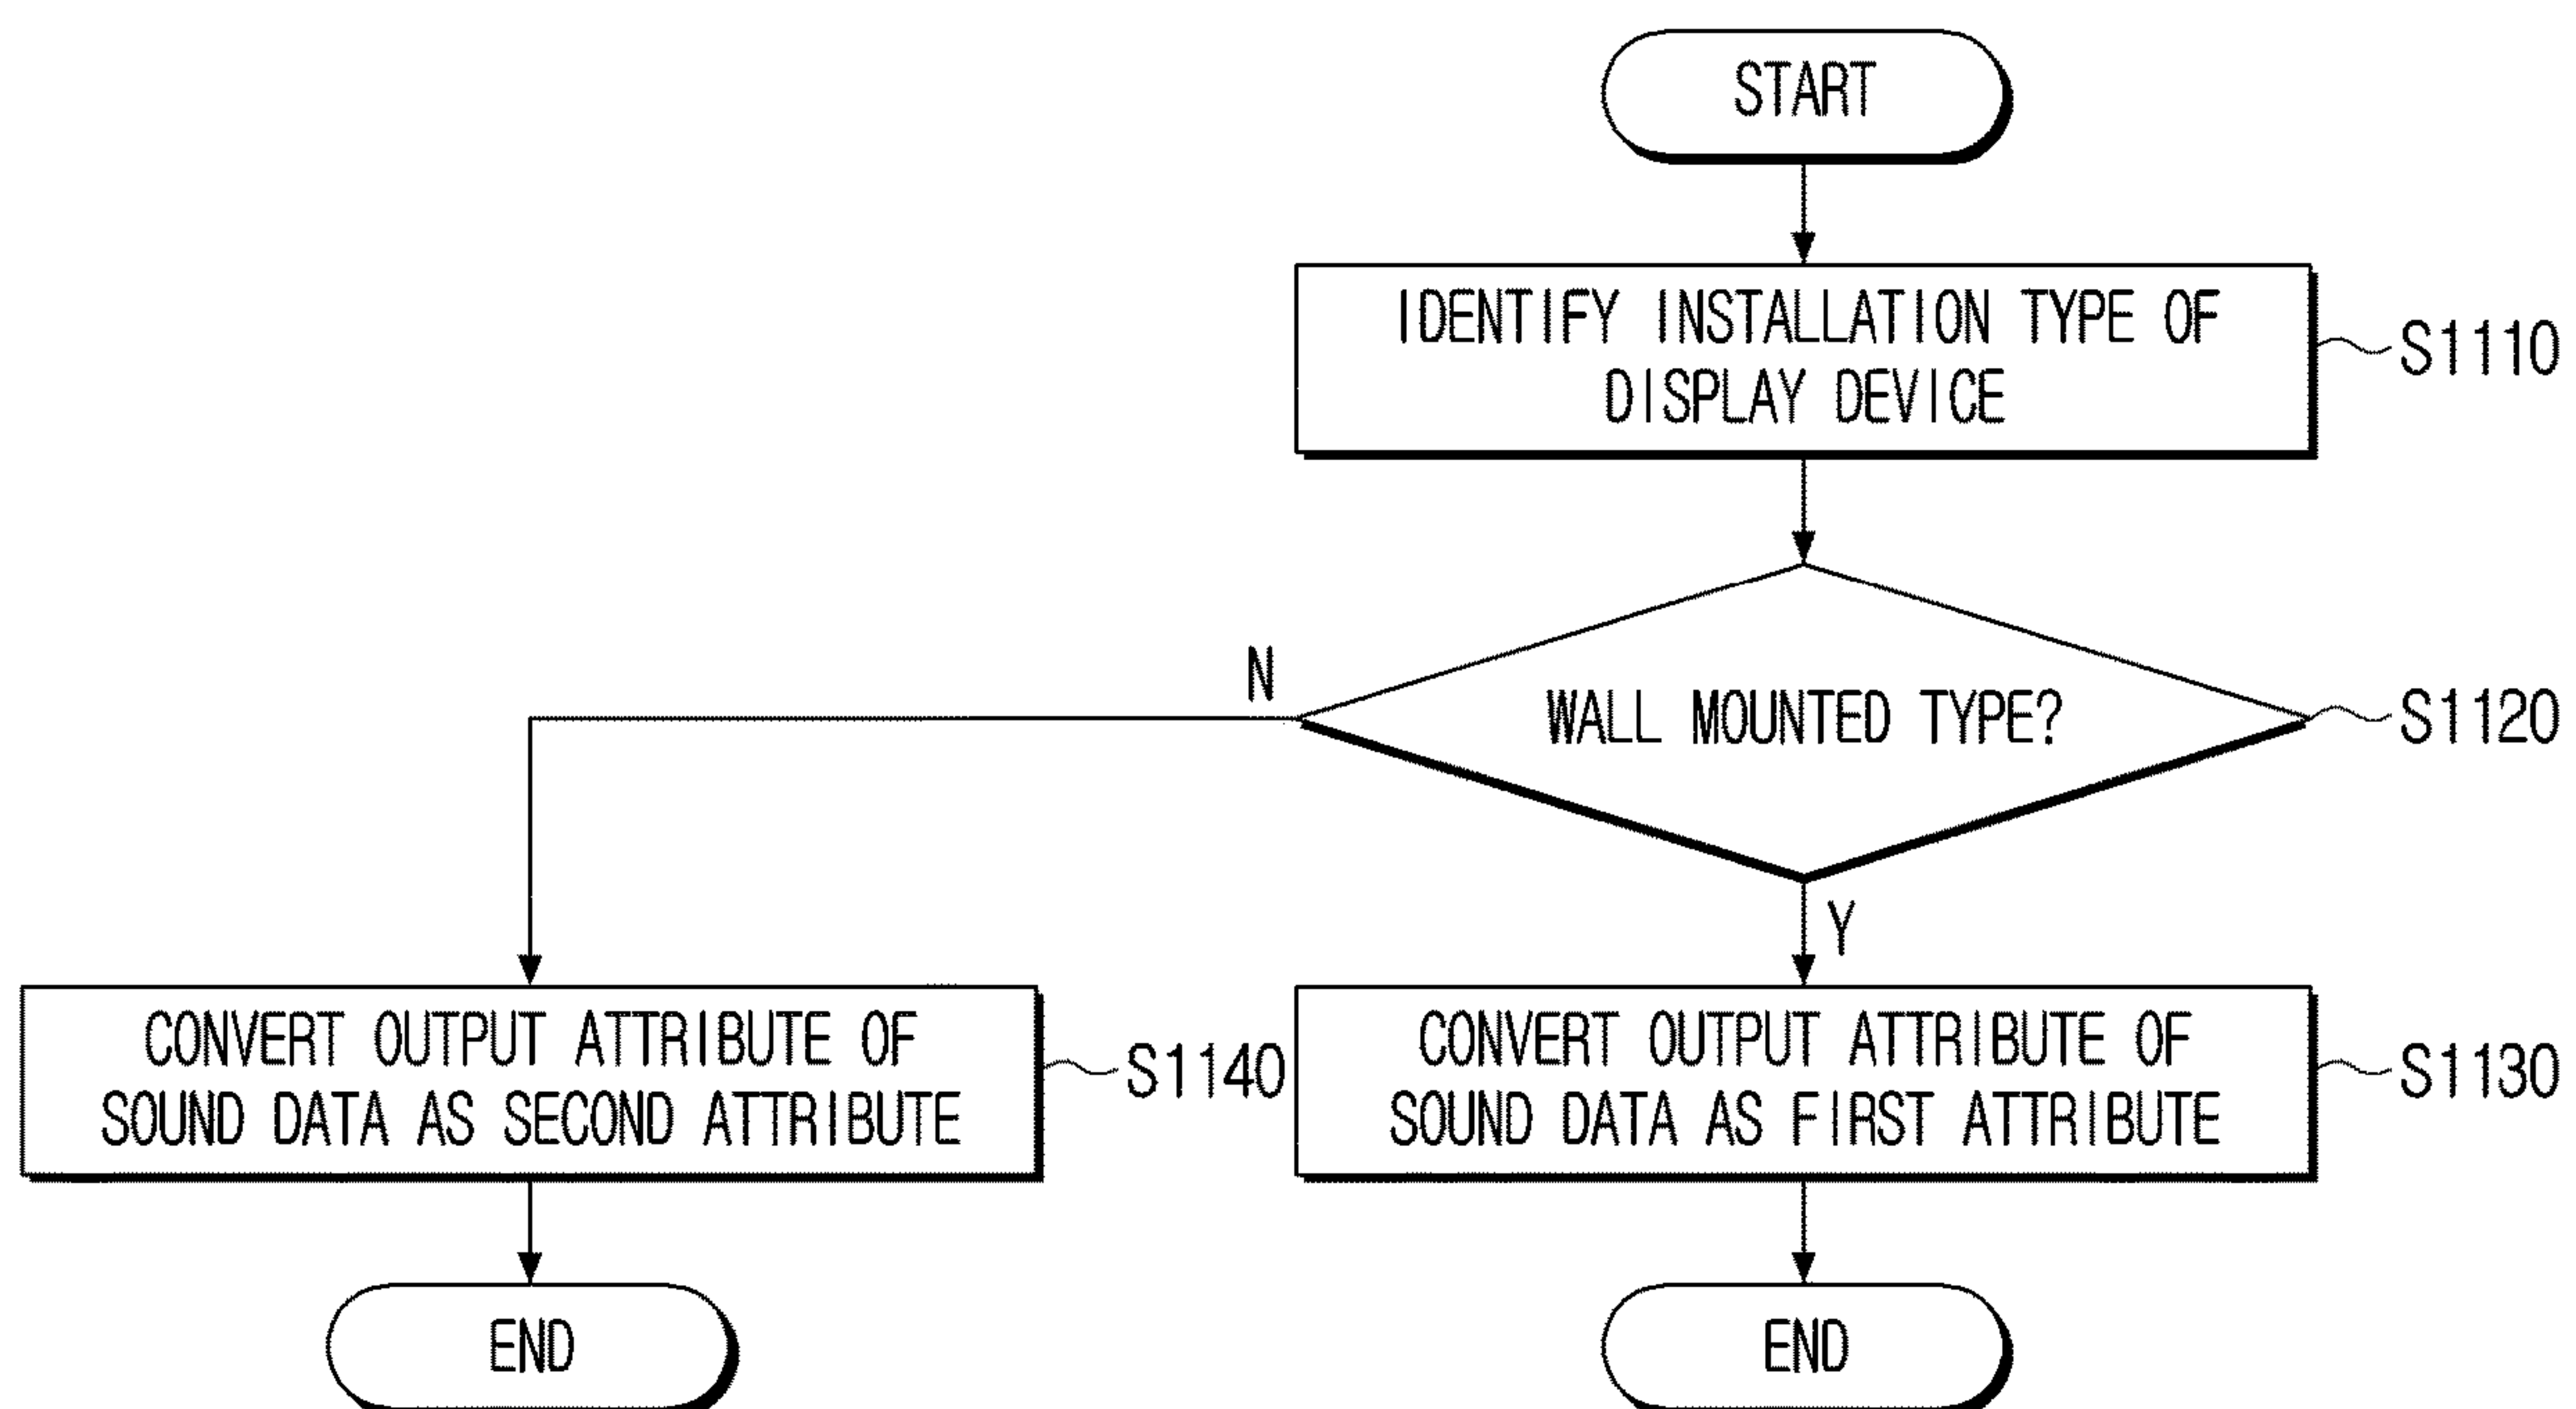 START
IDENTIFY INSTALLATION TYPE OF
DISPLAY DEVICE
S1110
WALL MOUNTED TYPE?
S1120
N
Y
CONVERT OUTPUT ATTRIBUTE OF
SOUND DATA AS SECOND ATTRIBUTE
S1140
CONVERT OUTPUT ATTRIBUTE OF
SOUND DATA AS FIRST ATTRIBUTE
S1130
END
END